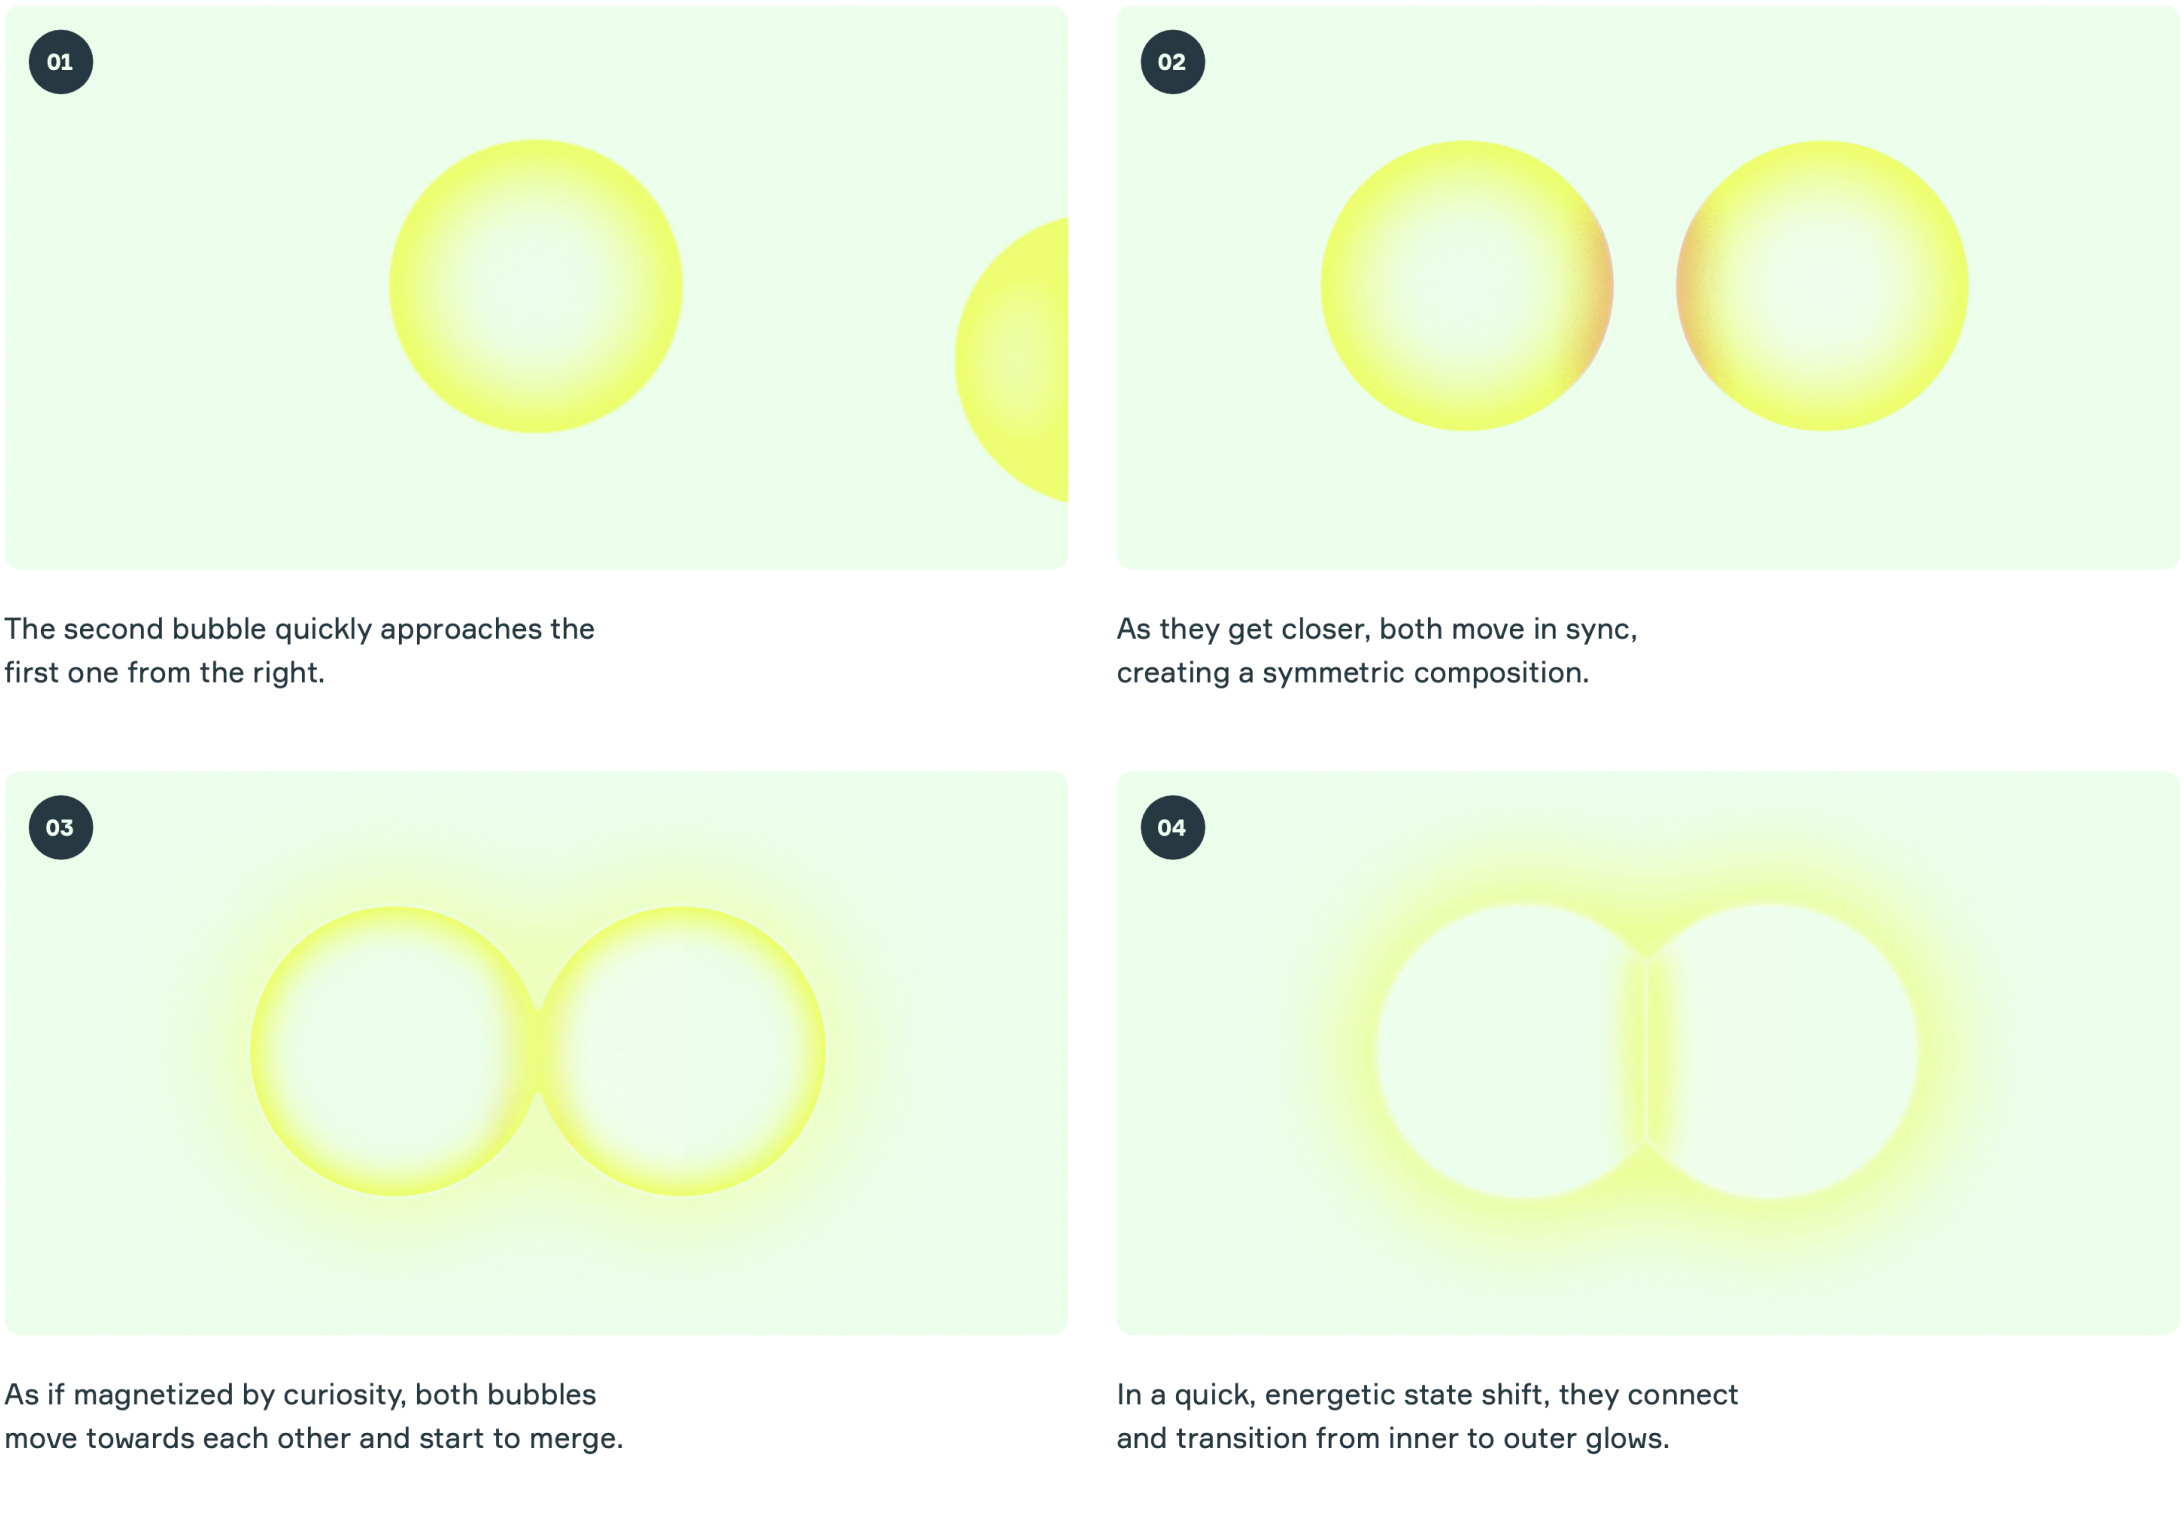 01
02
The second bubble quickly approaches the
first one from the right.
As they get closer, both move in sync,
creating a symmetric composition.
03
04
As if magnetized by curiosity, both bubbles
move towards each other and start to merge.
In a quick, energetic state shift, they connect
and transition from inner to outer glows.